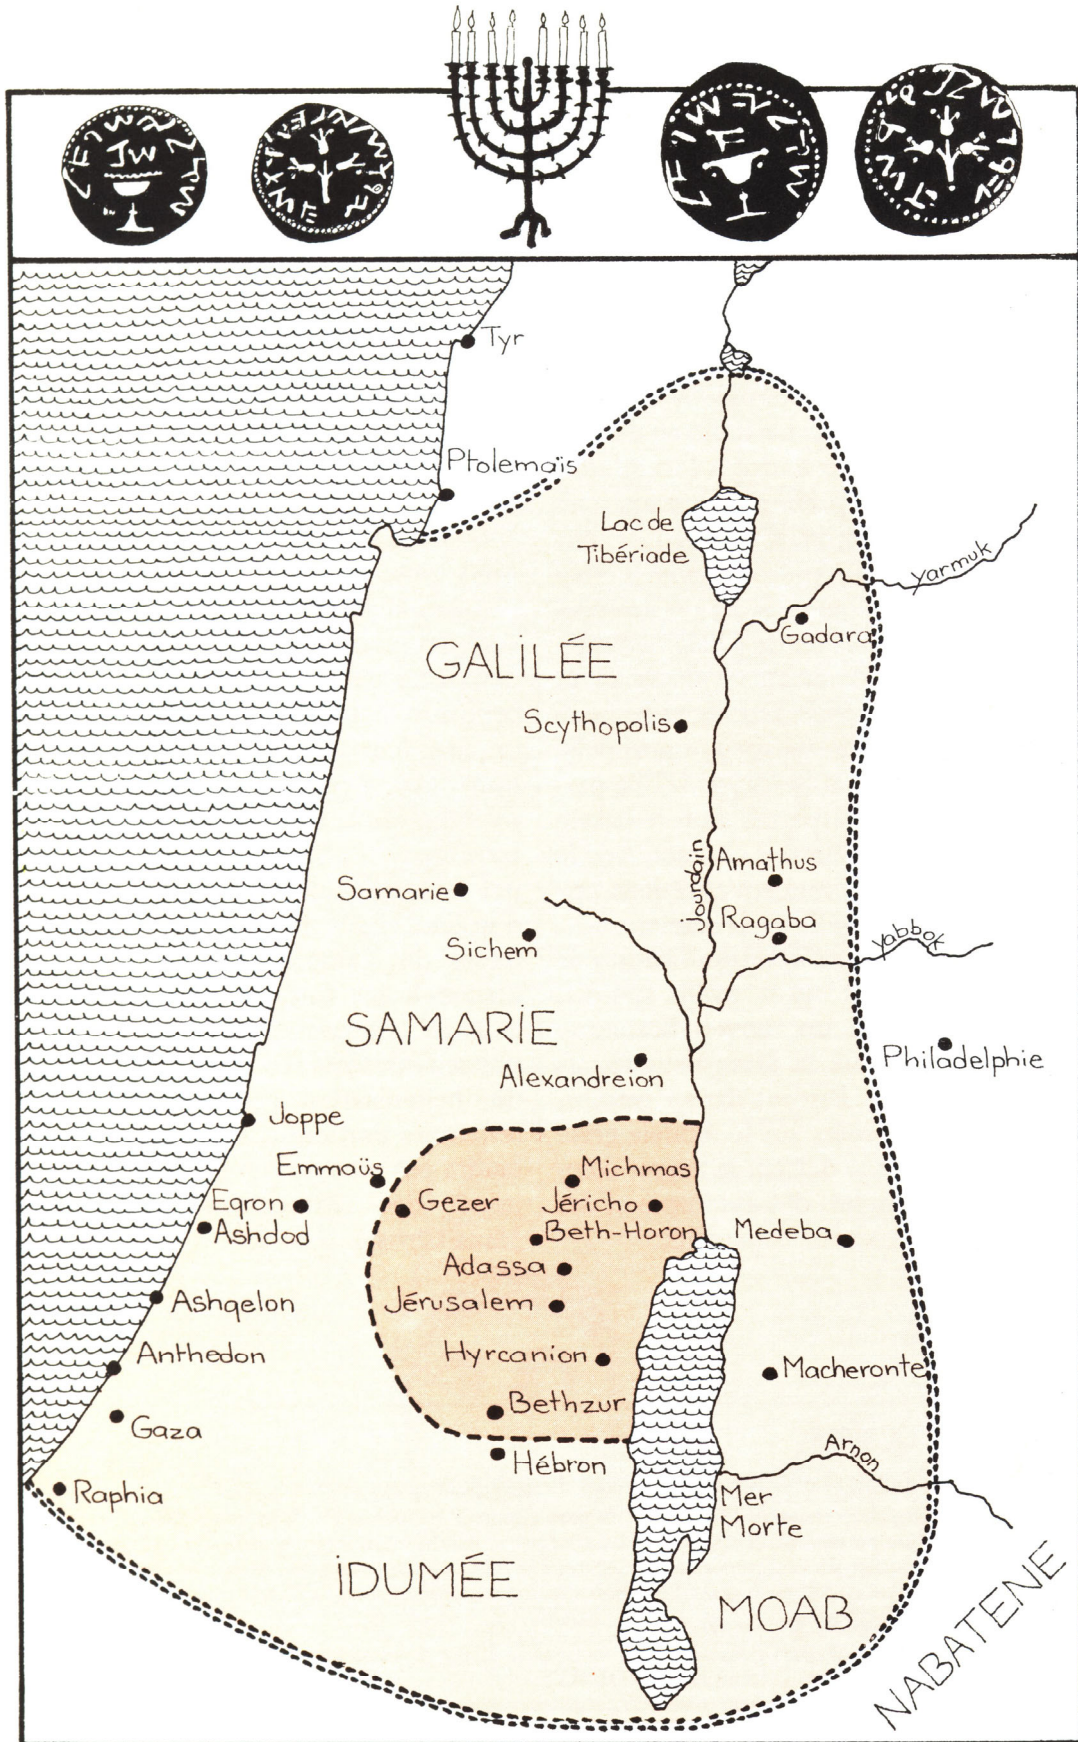 Tyr
Ptolemaïs
Lac de
Tibériade
Yarmuk
Gadara
GALILÉE
Scythopolis
Jourdain
Amathus
Samarie
Ragaba
Sichem
Yabbok
SAMARIE
Philadelphie
Alexandreion
Joppe
Emmoüs
Michmas
Eqron
Gezer
Jéricho
Ashdod
Beth-Horon
Medeba
Adassa
Ashqelon
Jérusalem
Anthedon
Hyrcanion
Macheronte
Bethzur
Gaza
Hébron
Arnon
Raphia
Mer
Morte
IDUMÉE
MOAB
NABATENE